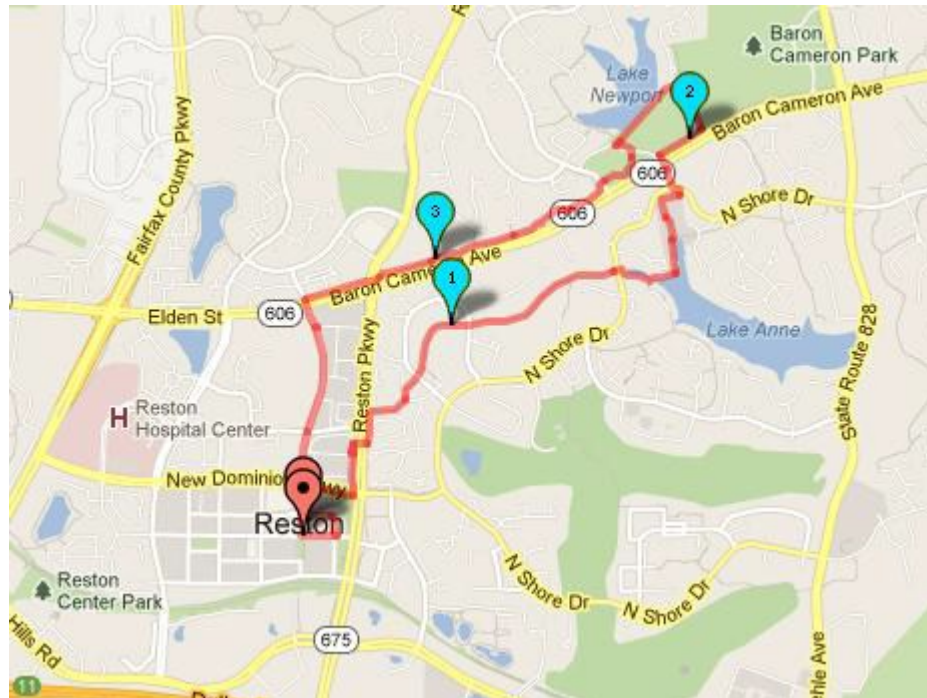 Baron
Cameron Park
Lake
Newport
2
Baron Cameron Ave
Fairfax County Pkwy
606
N Shore Dr
606
3
Baron Cameron Ave
1
606
Elden St
Lake Anne
N Shore Dr
Reston Pkwy
State Route 828
H
Reston
Hospital Center
New Dominion
wy
Reston
Reston
Center Park
N Shore Dr
N Shore Dr
675
Hills Rd
11